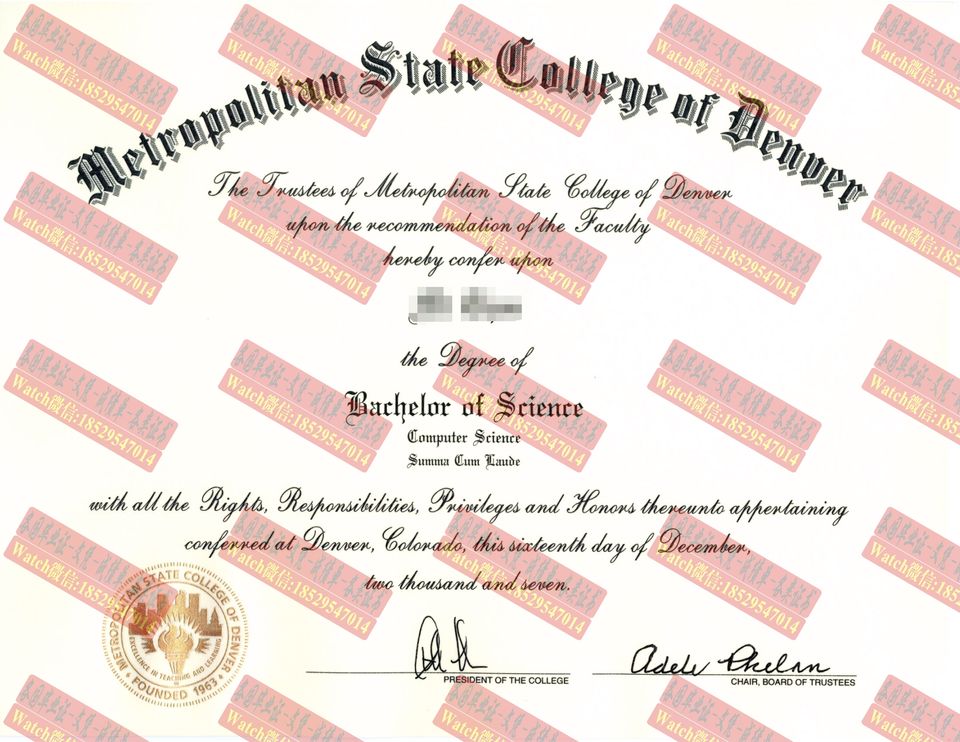 Metropolitan State College of Denver
The Trustees of Metropolitan State College of Denver
upon the recommendation of the Faculty
hereby confer upon
the Degree of
Bachelor of Science
Computer Science
Summa Cum Laude
with all the Rights, Responsibilities, Privileges and Honors thereunto appertaining
conferred at Denver, Colorado, this sixteenth day of December,
two thousand and seven.
METROPOLITAN STATE COLLEGE OF DENVER
EXCELLENCE IN TEACHING AND LEARNING
FOUNDED 1963
PRESIDENT OF THE COLLEGE
Adele Phelan
CHAIR, BOARD OF TRUSTEES
Watch微信:18529547014